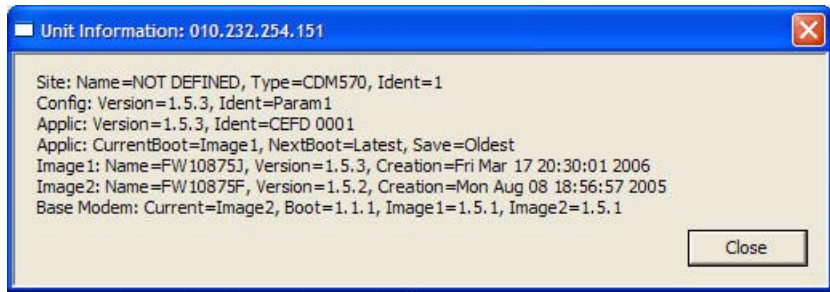 Unit Information: 010.232.254.151
Site: Name=NOT DEFINED, Type=CDM570, Ident=1
Config: Version=1.5.3, Ident=Param1
Applic: Version=1.5.3, Ident=CEFD 0001
Applic: CurrentBoot=Image1, NextBoot=Latest, Save=Oldest
Image1: Name=FW10875J, Version=1.5.3, Creation=Fri Mar 17 20:30:01 2006
Image2: Name=FW10875F, Version=1.5.2, Creation=Mon Aug 08 18:56:57 2005
Base Modem: Current=Image2, Boot=1.1.1, Image1=1.5.1, Image2=1.5.1
Close